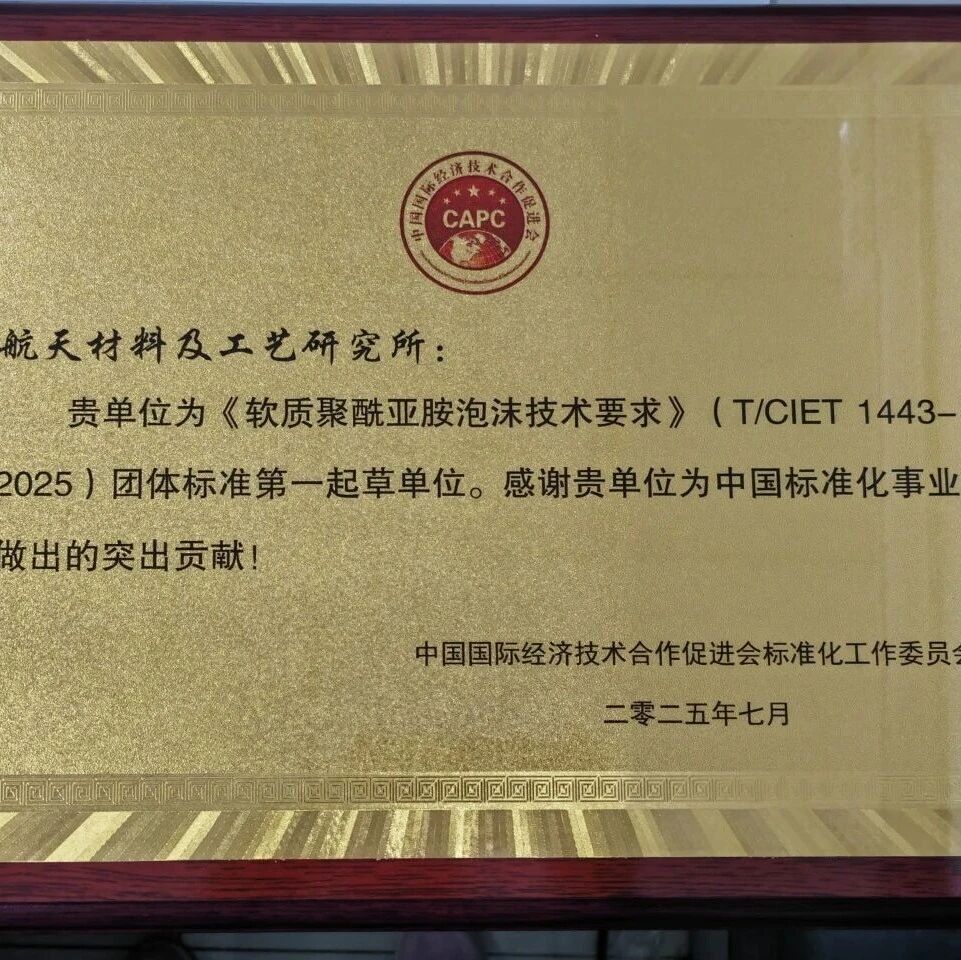 中国国际经济技术合作促进会
CAPC
航天材料及工艺研究所：
贵单位为《软质聚酰亚胺泡沫技术要求》（T/CIET 1443-
2025）团体标准第一起草单位。感谢贵单位为中国标准化事业
做出的突出贡献！
中国国际经济技术合作促进会标准化工作委员会
二零二五年七月